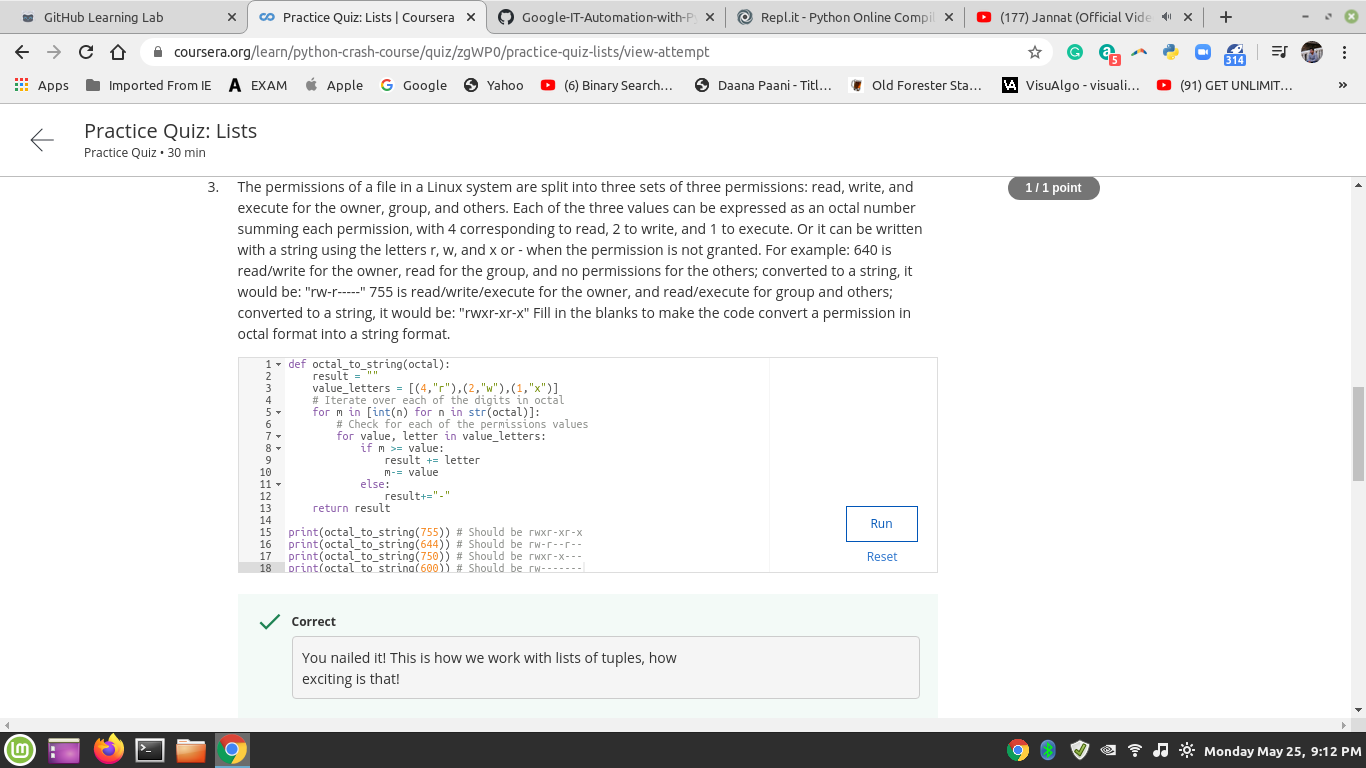 GitHub Learning Lab
Practice Quiz: Lists | Coursera
Google-IT-Automation-with-Py
Repl.it - Python Online Compil
(177) Jannat (Official Vide
coursera.org/learn/python-crash-course/quiz/zqWP0/practice-quiz-lists/view-attempt
5
314
Apps Imported From IE EXAM Apple Google Yahoo (6) Binary Search... Daana Paani - Titl... Old Forester Sta... VisuAlgo - visuali... (91) GET UNLIMIT... »
Practice Quiz: Lists
Practice Quiz • 30 min
3. The permissions of a file in a Linux system are split into three sets of three permissions: read, write, and
1 / 1 point
execute for the owner, group, and others. Each of the three values can be expressed as an octal number
summing each permission, with 4 corresponding to read, 2 to write, and 1 to execute. Or it can be written
with a string using the letters r, w, and x or - when the permission is not granted. For example: 640 is
read/write for the owner, read for the group, and no permissions for the others; converted to a string, it
would be: "rw-r-----" 755 is read/write/execute for the owner, and read/execute for group and others;
converted to a string, it would be: "rwxr-xr-x" Fill in the blanks to make the code convert a permission in
octal format into a string format.
1 def octal_to_string(octal):
2     result = ""
3     value_letters = [(4,"r"),(2,"w"),(1,"x")]
4     # Iterate over each of the digits in octal
5     for m in [int(n) for n in str(octal)]:
6         # Check for each of the permissions values
7         for value, letter in value_letters:
8             if m >= value:
9                 result += letter
10                 m-= value
11             else:
12                 result+="-"
13     return result
14
15 print(octal_to_string(755)) # Should be rwxr-xr-x
16 print(octal_to_string(644)) # Should be rw-r--r--
17 print(octal_to_string(750)) # Should be rwxr-x---
18 print(octal_to_string(600)) # Should be rw-------
Run
Reset
Correct
You nailed it! This is how we work with lists of tuples, how
exciting is that!
Monday May 25, 9:12 PM